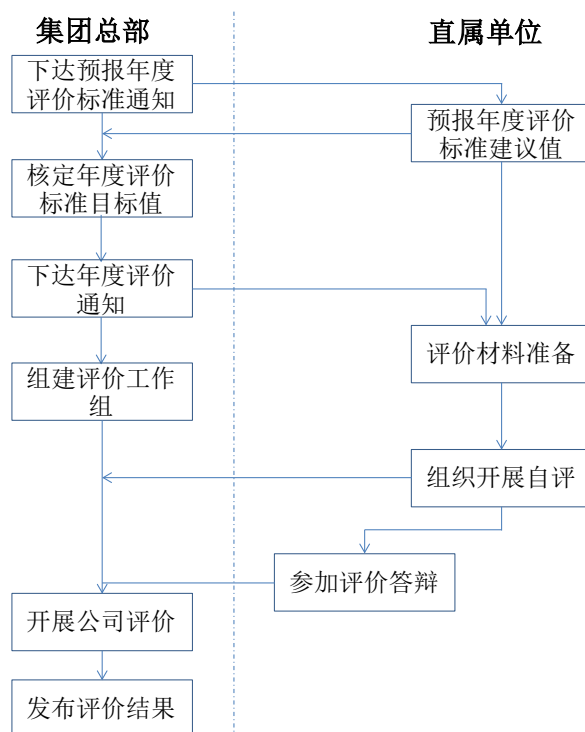 集团总部
直属单位
下达预报年度
评价标准通知
预报年度评价
标准建议值
核定年度评价
标准目标值
下达年度评价
通知
评价材料准备
组建评价工作
组
组织开展自评
参加评价答辩
开展公司评价
发布评价结果